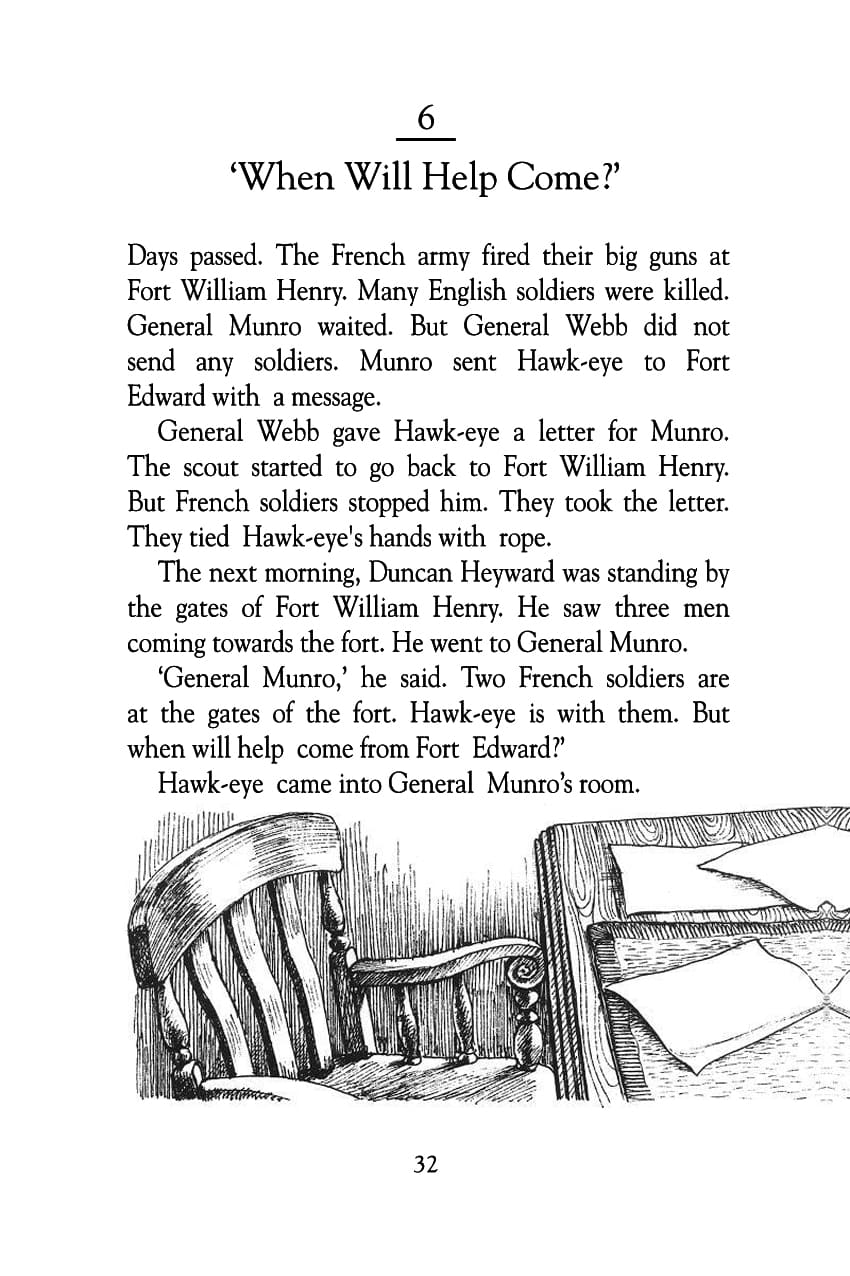 6
‘When Will Help Come?’
Days passed. The French army fired their big guns at
Fort William Henry. Many English soldiers were killed.
General Munro waited. But General Webb did not
send any soldiers. Munro sent Hawk-eye to Fort
Edward with a message.
General Webb gave Hawk-eye a letter for Munro.
The scout started to go back to Fort William Henry.
But French soldiers stopped him. They took the letter.
They tied Hawk-eye's hands with rope.
The next morning, Duncan Heyward was standing by
the gates of Fort William Henry. He saw three men
coming towards the fort. He went to General Munro.
‘General Munro,’ he said. Two French soldiers are
at the gates of the fort. Hawk-eye is with them. But
when will help come from Fort Edward?’
Hawk-eye came into General Munro’s room.
32